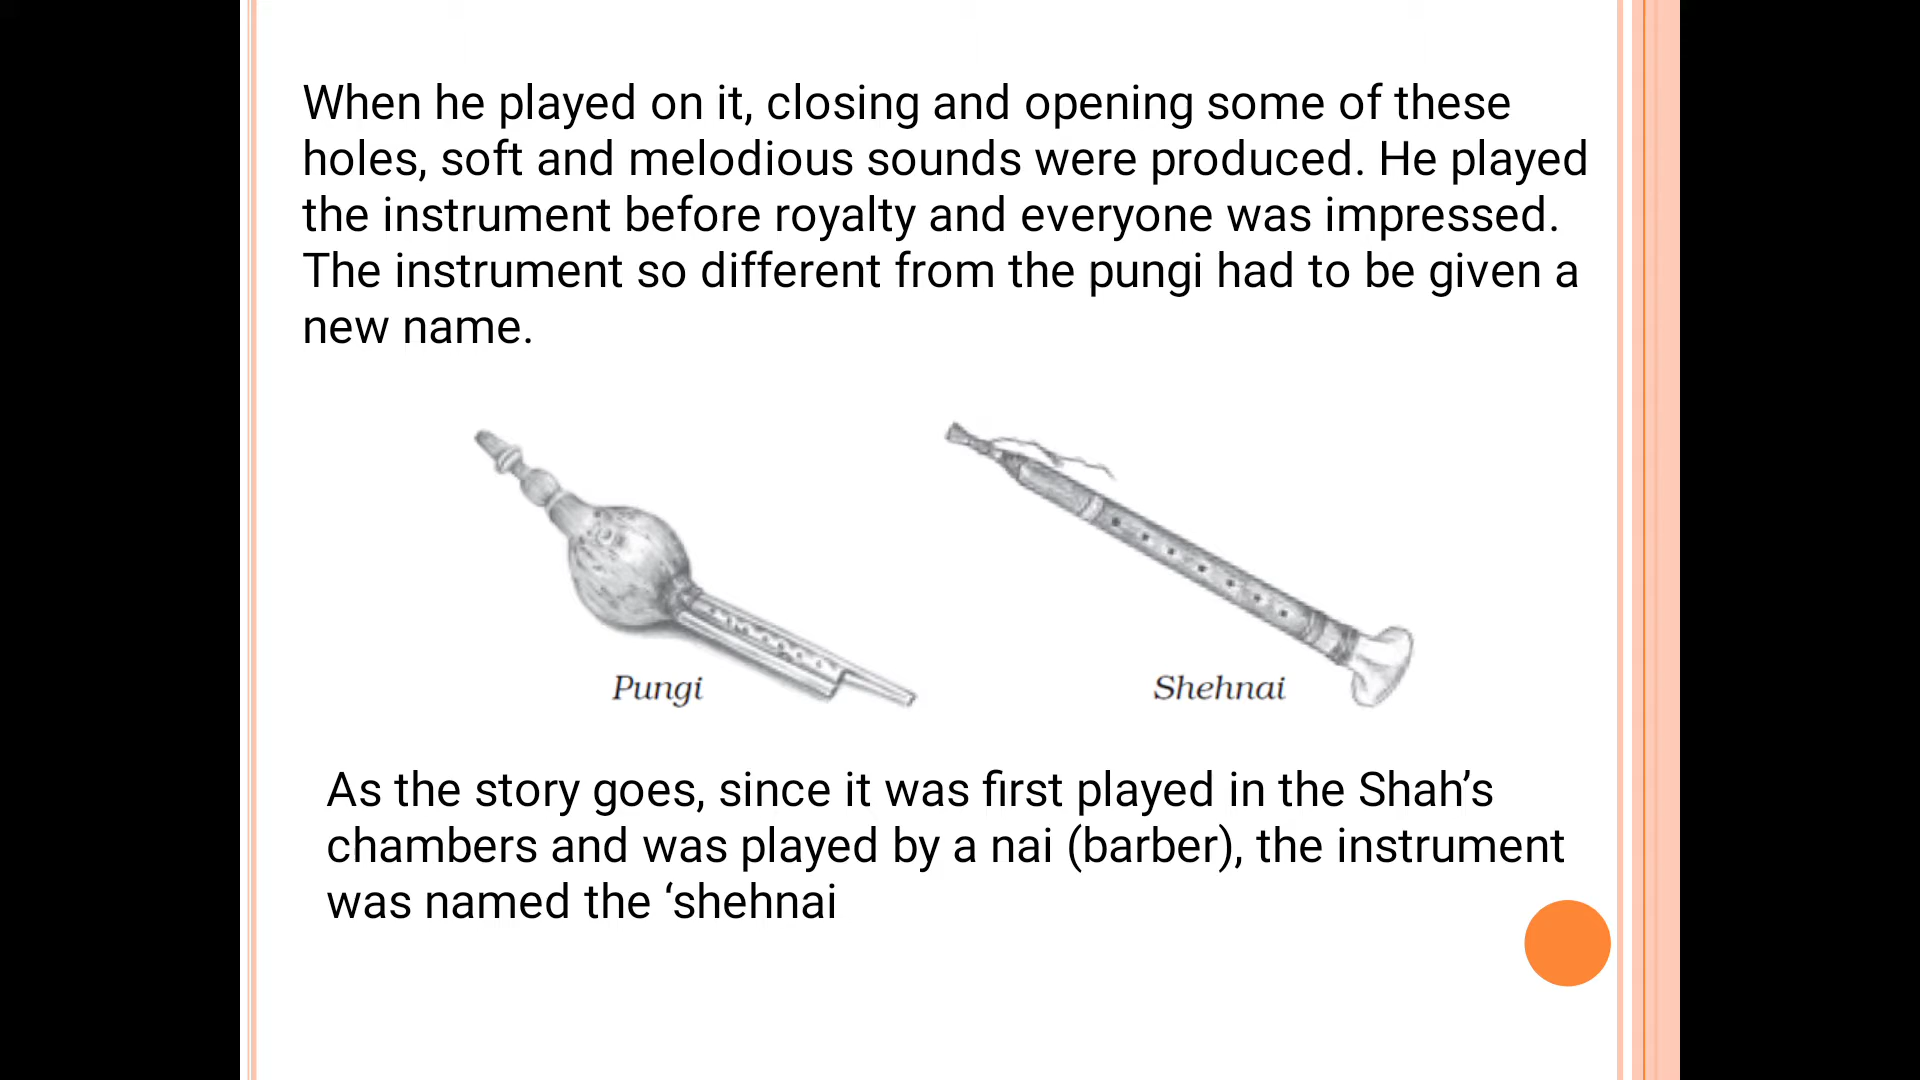 When he played on it, closing and opening some of these
holes, soft and melodious sounds were produced. He played
the instrument before royalty and everyone was impressed.
The instrument so different from the pungi had to be given a
new name.
Pungi
Shehnai
As the story goes, since it was first played in the Shah’s
chambers and was played by a nai (barber), the instrument
was named the ‘shehnai